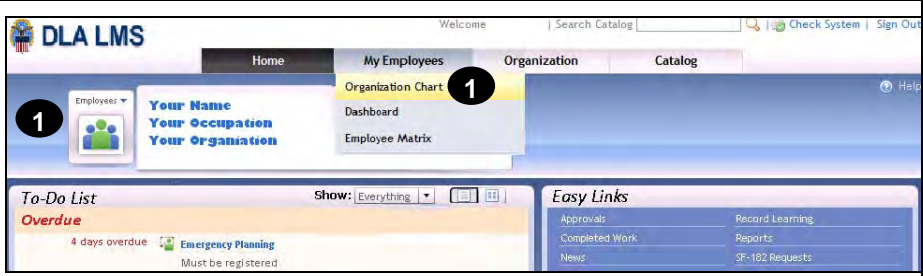 DLA LMS
Welcome | Search Catalog | Check System | Sign Out
Home My Employees Organization Catalog
Organization Chart 1
Help
1 Employees
Your Name
Dashboard
Your Occupation
Your Organiation
Employee Matrix
To-Do List Show: Everything
Easy Links
Overdue
Approvals Record Learning
4 days overdue Emergency Planning
Completed Work Reports
Must be registered
News SF-182 Requests